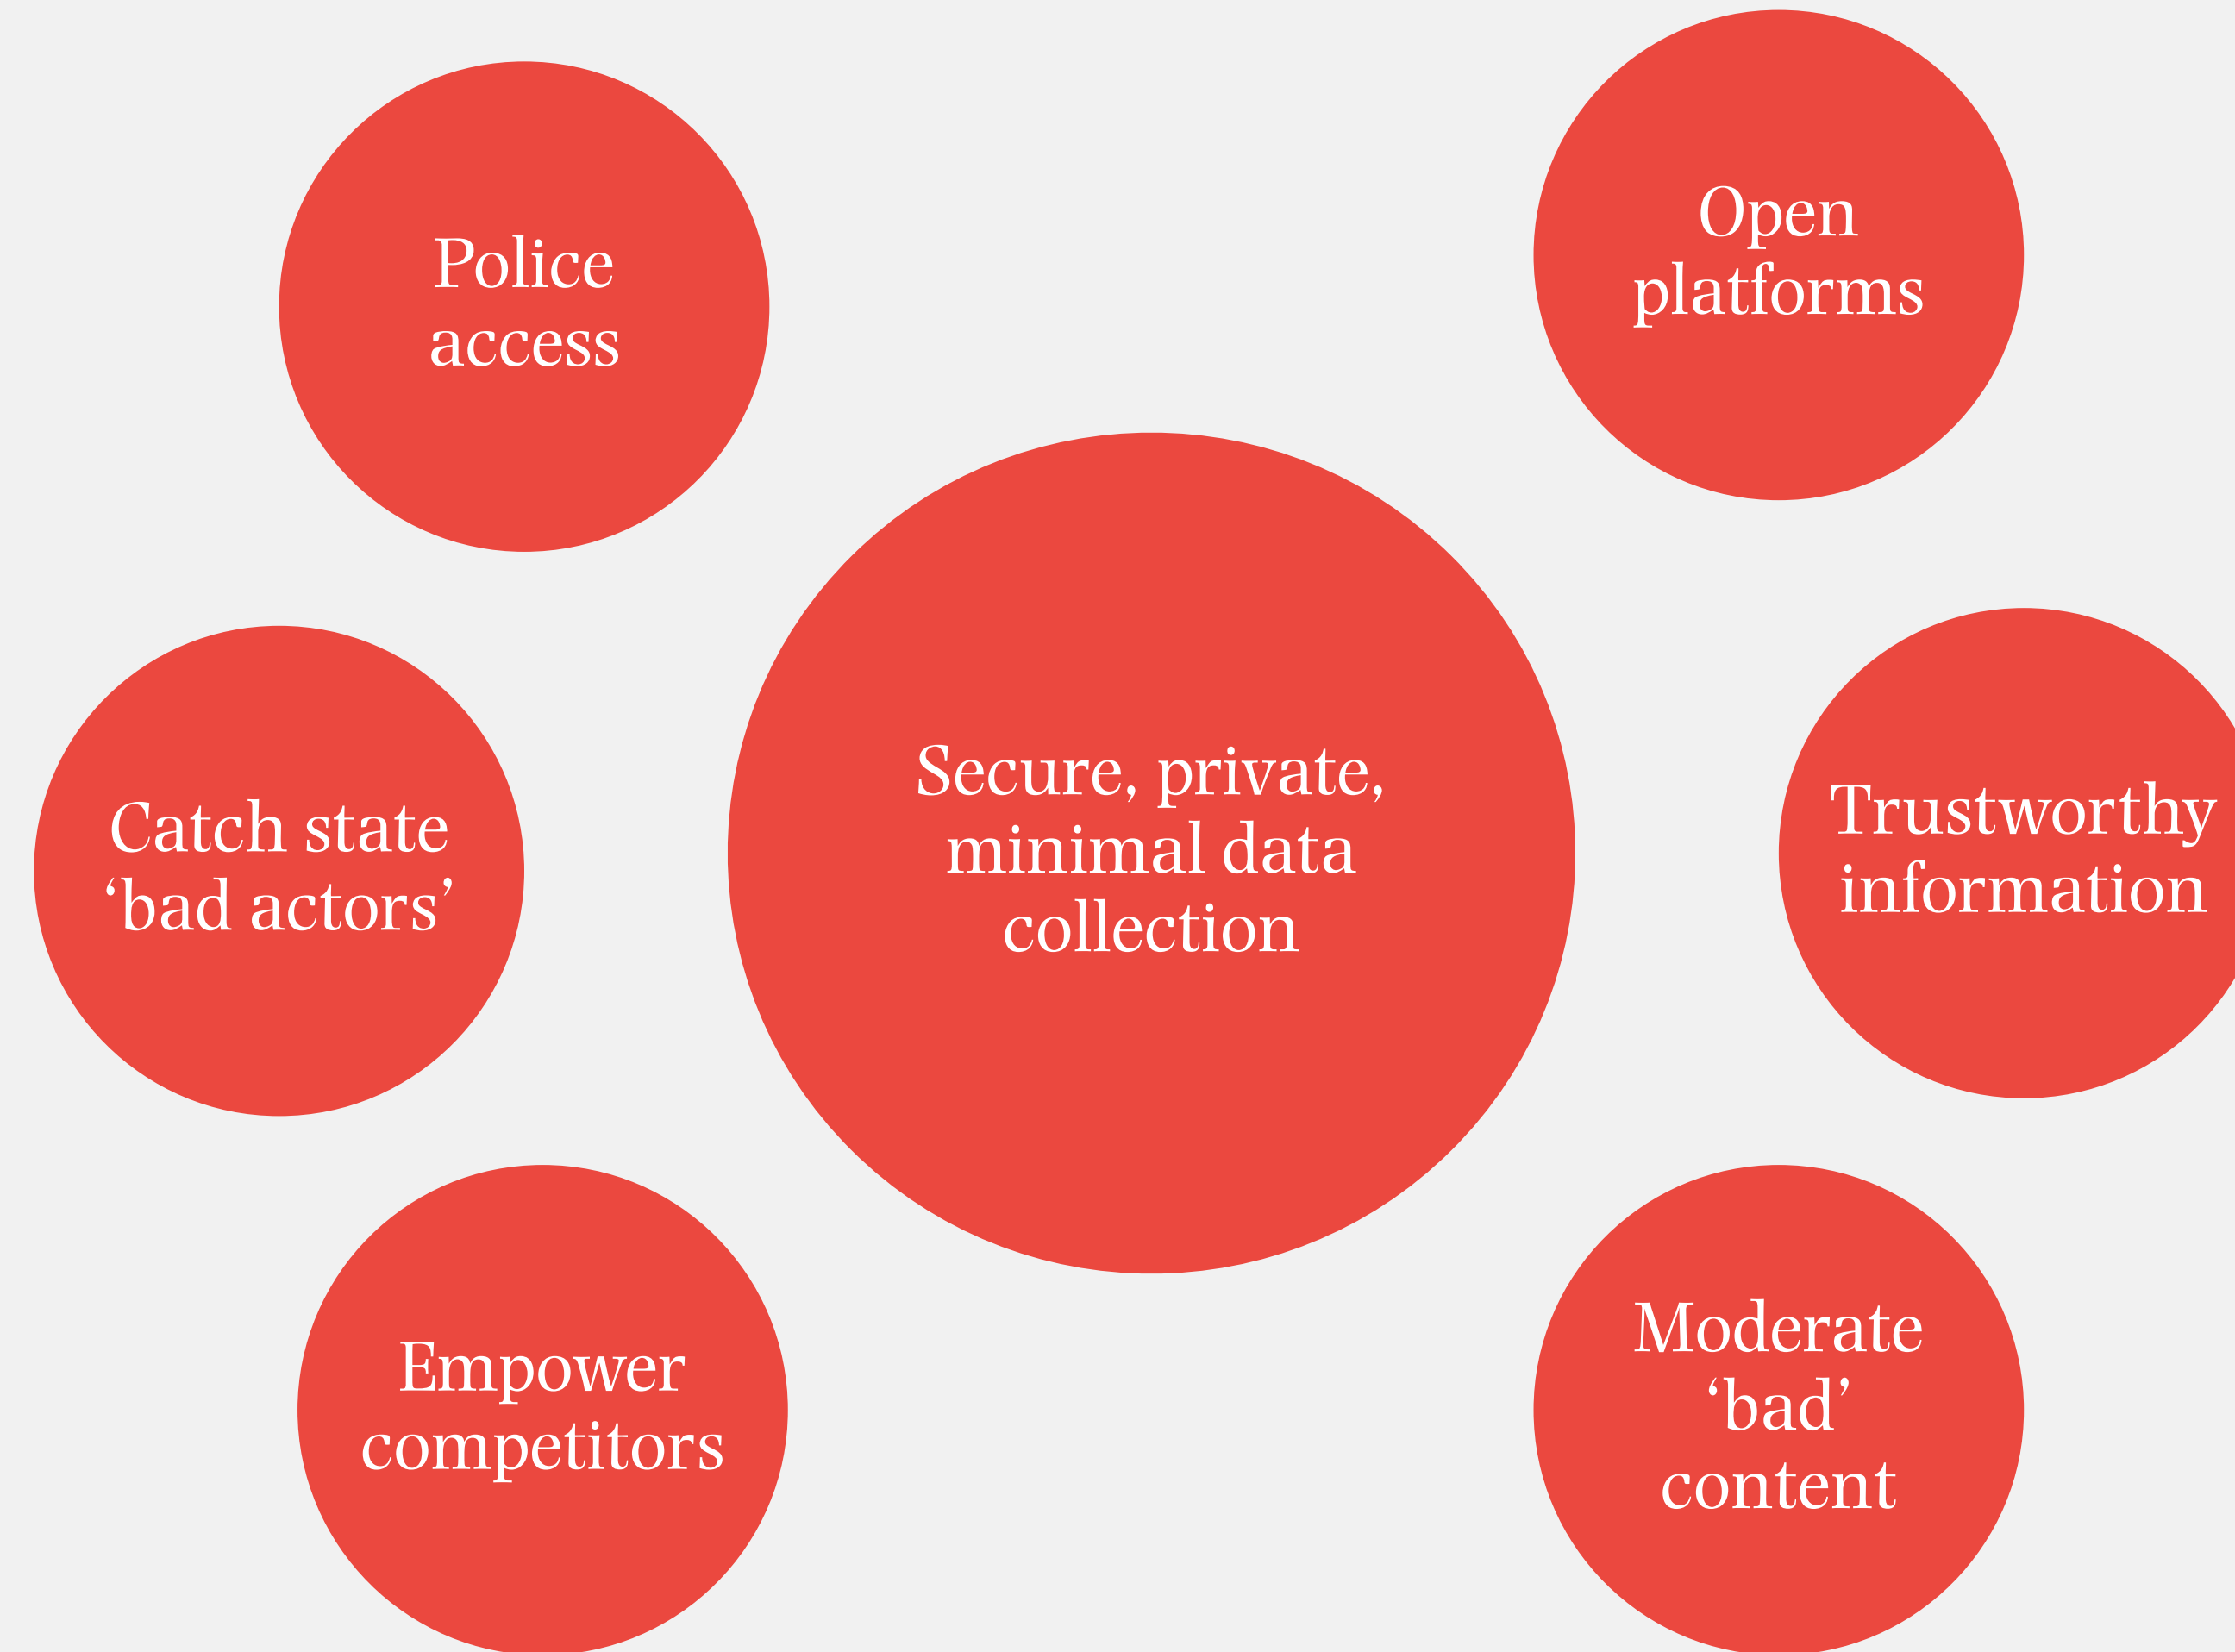 Police
access
Open
platforms
Secure, private,
minimal data
collection
Catch state
‘bad actors’
Trustworthy
information
Empower
competitors
Moderate
‘bad’
content